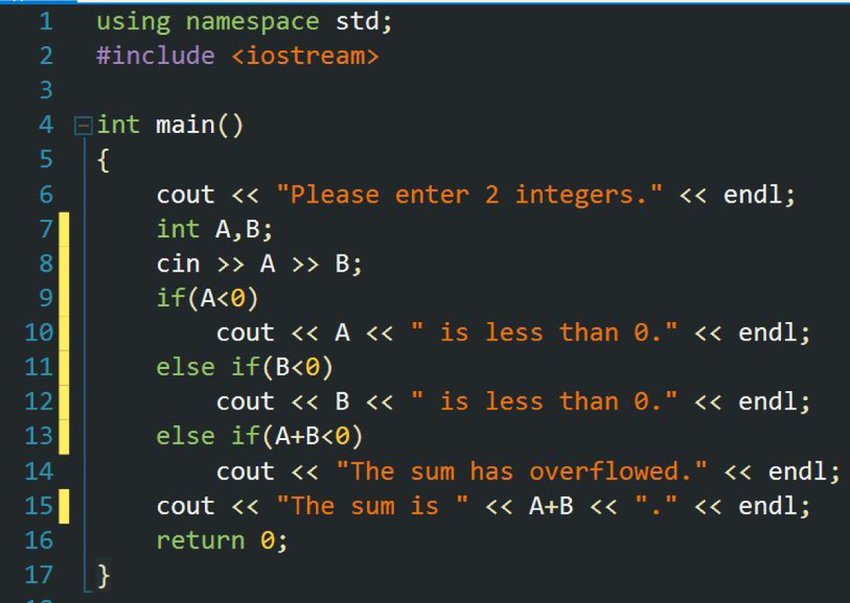 1 using namespace std;
2 #include <iostream>
3
4 int main()
5 {
6 cout << "Please enter 2 integers." << endl;
7 int A,B;
8 cin >> A >> B;
9 if(A<0)
10 cout << A << " is less than 0." << endl;
11 else if(B<0)
12 cout << B << " is less than 0." << endl;
13 else if(A+B<0)
14 cout << "The sum has overflowed." << endl;
15 cout << "The sum is " << A+B << "." << endl;
16 return 0;
17 }